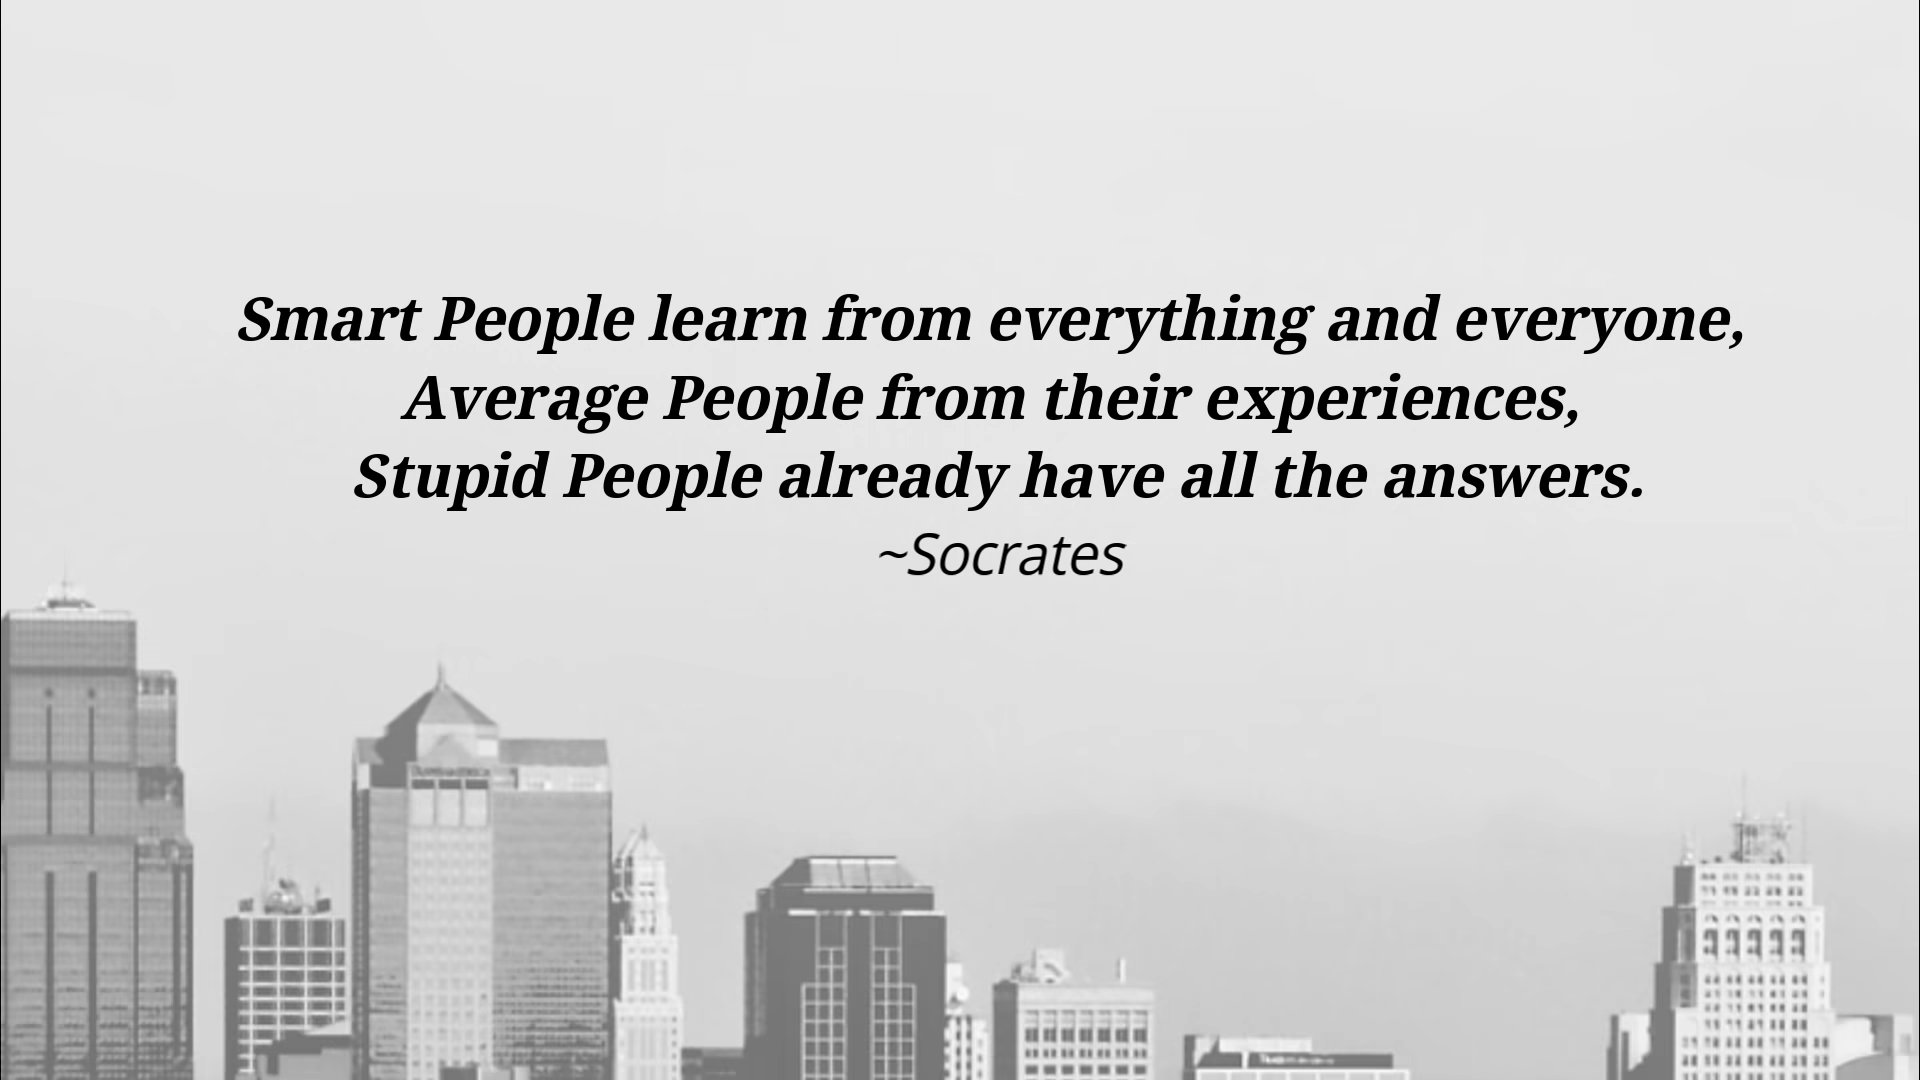 Smart People learn from everything and everyone,
Average People from their experiences,
Stupid People already have all the answers.
~Socrates